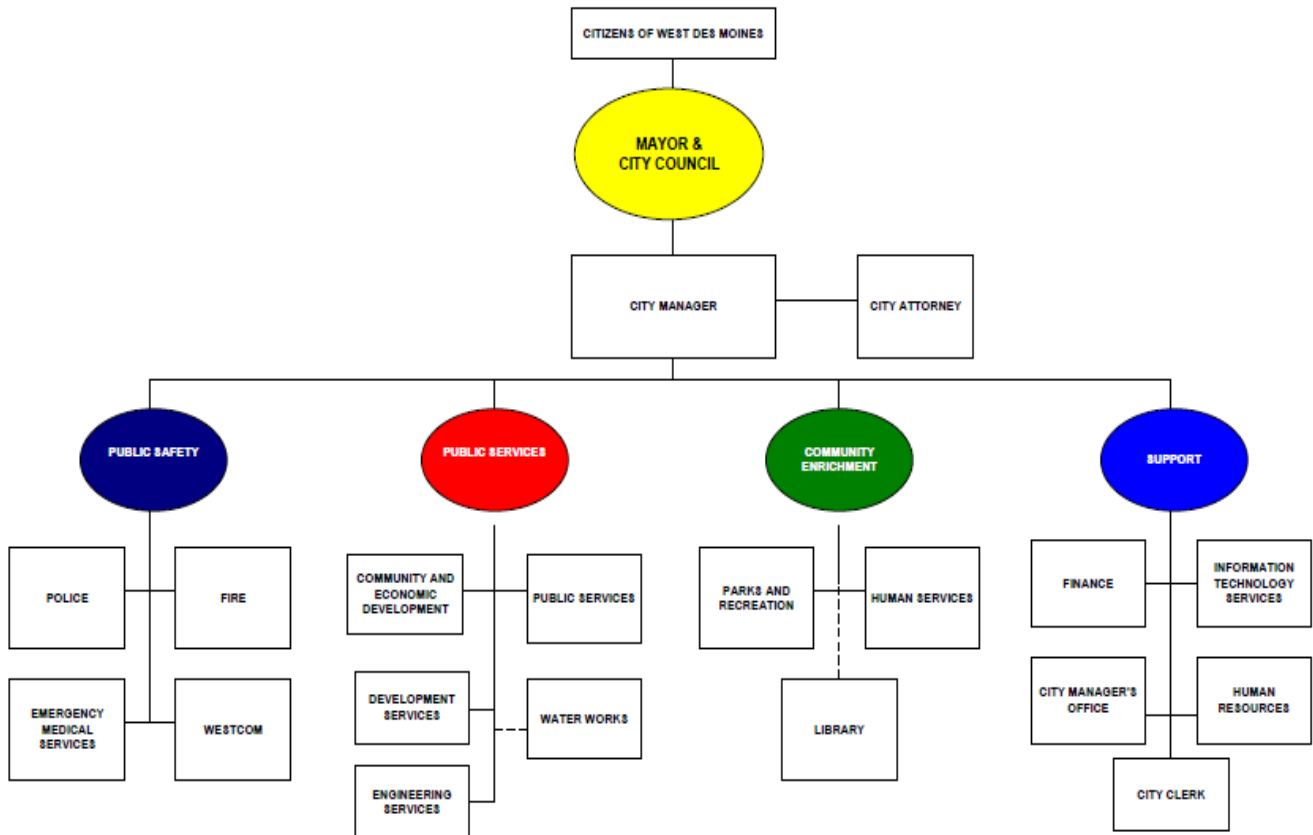 CITIZENS OF WEST DES MOINES
MAYOR &
CITY COUNCIL
CITY MANAGER
CITY ATTORNEY
PUBLIC SAFETY
PUBLIC SERVICES
COMMUNITY
ENRICHMENT
SUPPORT
POLICE
FIRE
EMERGENCY
MEDICAL
SERVICES
WESTCOM
COMMUNITY AND
ECONOMIC
DEVELOPMENT
PUBLIC SERVICES
DEVELOPMENT
SERVICES
WATER WORKS
ENGINEERING
SERVICES
PARKS AND
RECREATION
HUMAN SERVICES
LIBRARY
FINANCE
INFORMATION
TECHNOLOGY
SERVICES
CITY MANAGER'S
OFFICE
HUMAN
RESOURCES
CITY CLERK